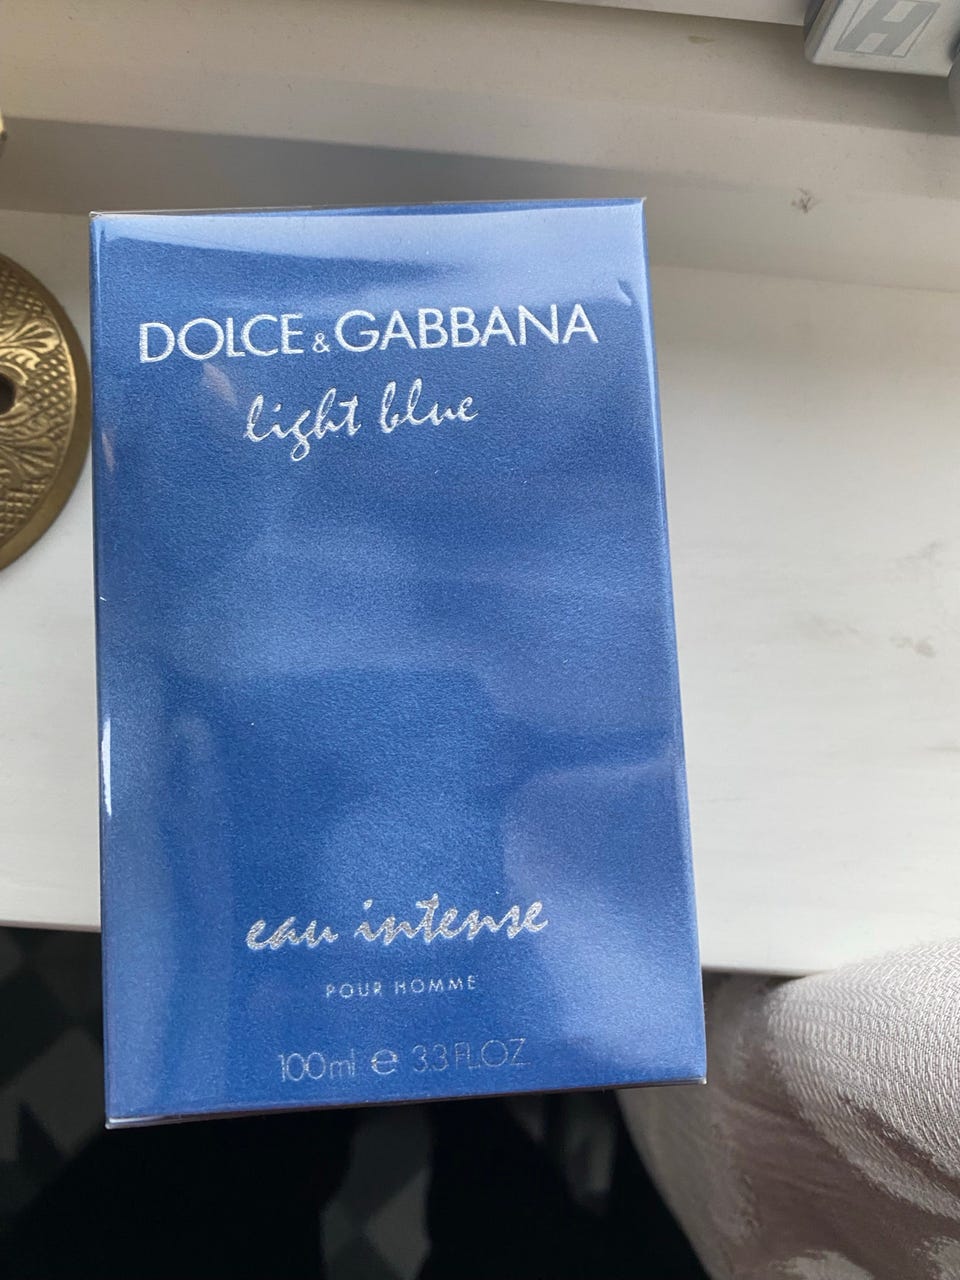 H
DOLCE & GABBANA
light blue
eau intense
POUR HOMME
100ml e 3.3 FL.OZ.